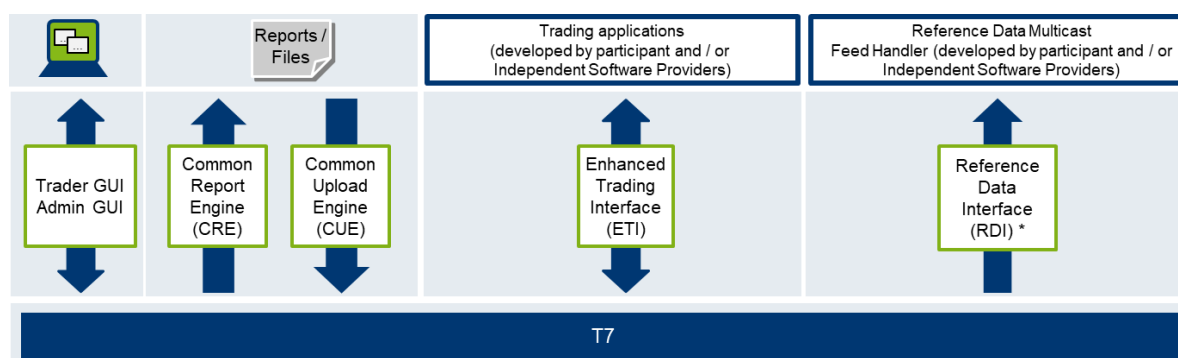 Reports /
Files
Trading applications
(developed by participant and / or
Independent Software Providers)
Reference Data Multicast
Feed Handler (developed by participant and / or
Independent Software Providers)
Trader GUI
Admin GUI
Common
Report
Engine
(CRE)
Common
Upload
Engine
(CUE)
Enhanced
Trading
Interface
(ETI)
Reference
Data
Interface
(RDI) *
T7